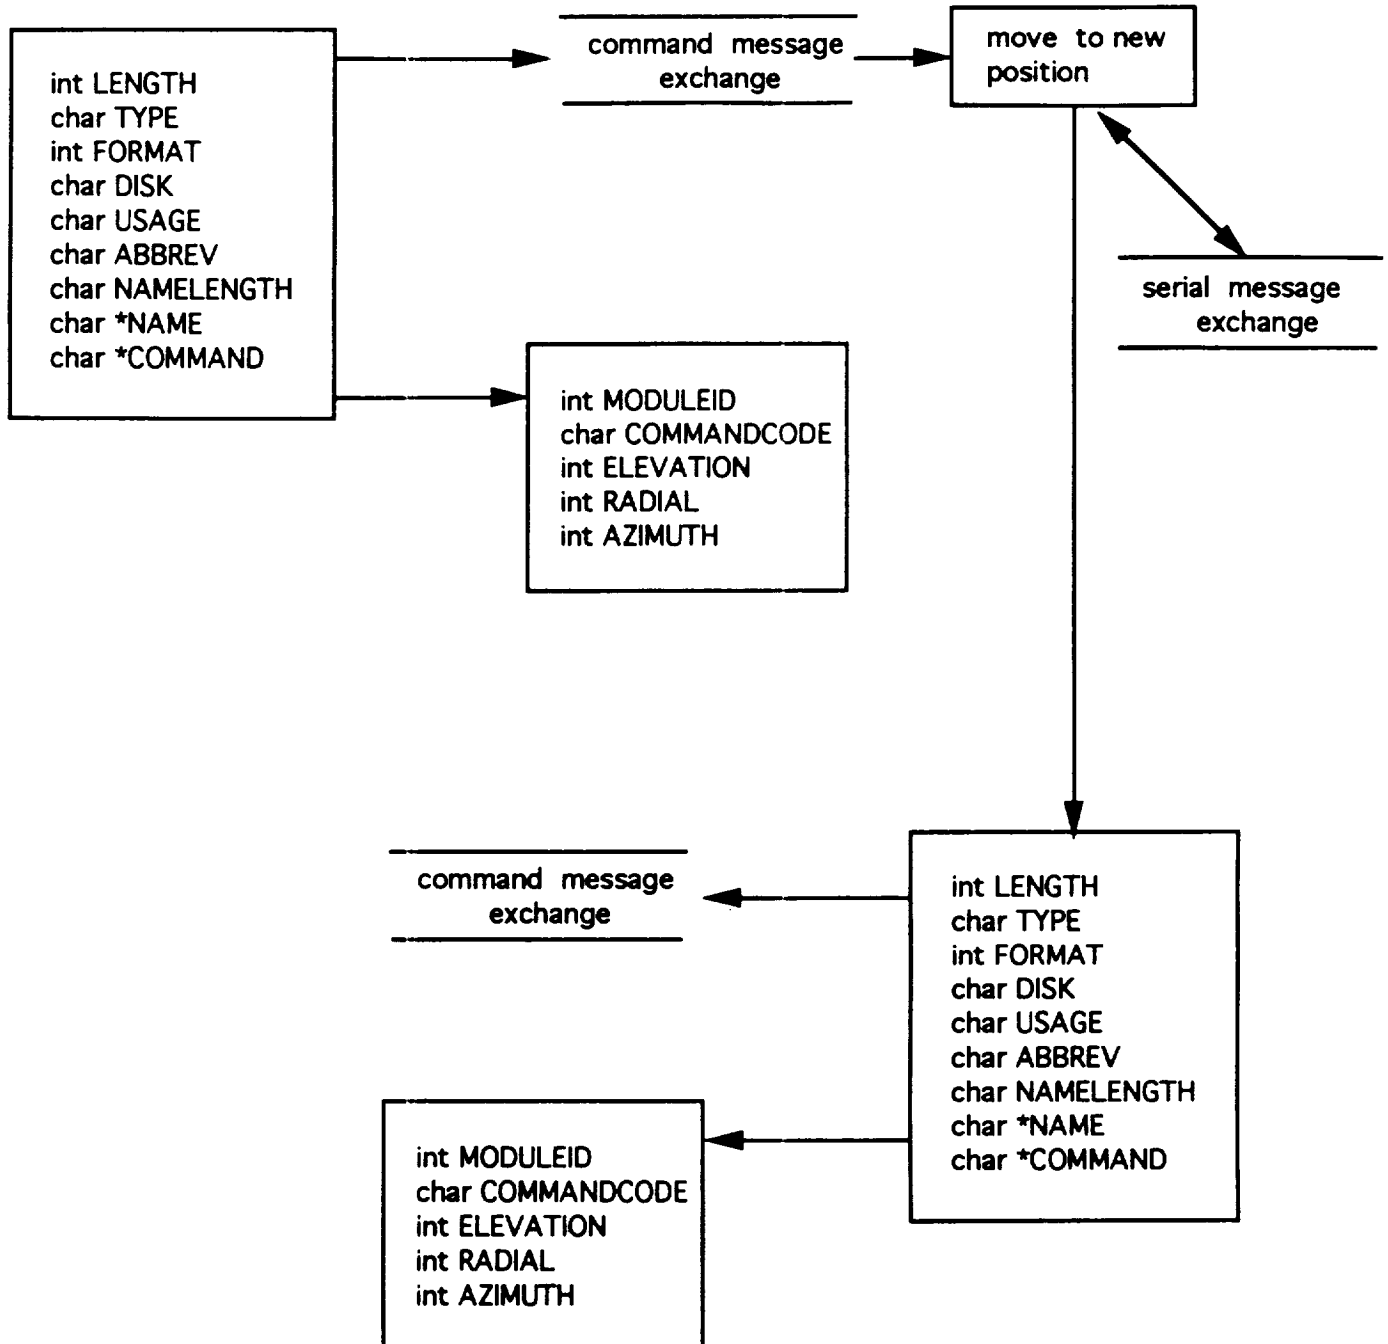 int LENGTH
char TYPE
int FORMAT
char DISK
char USAGE
char ABBREV
char NAMELENGTH
char *NAME
char *COMMAND
command message
exchange
move to new
position
serial message
exchange
int MODULEID
char COMMANDCODE
int ELEVATION
int RADIAL
int AZIMUTH
command message
exchange
int LENGTH
char TYPE
int FORMAT
char DISK
char USAGE
char ABBREV
char NAMELENGTH
char *NAME
char *COMMAND
int MODULEID
char COMMANDCODE
int ELEVATION
int RADIAL
int AZIMUTH